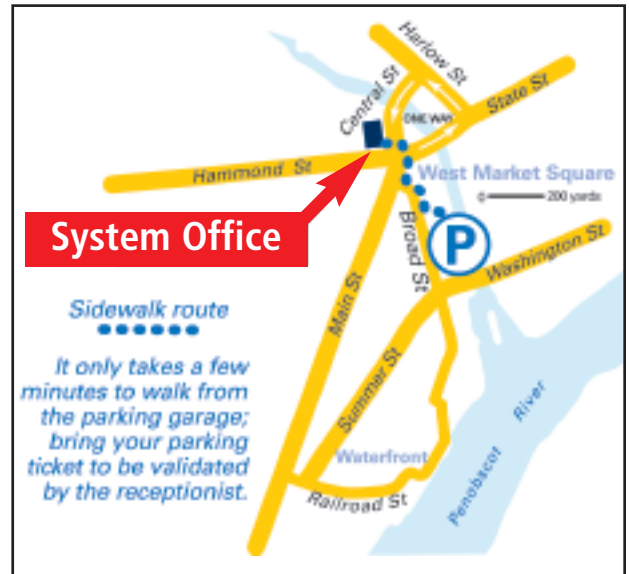 Harlow St
Central St
State St
ONE WAY
Hammond St
West Market Square
0 200 yards
System Office
Broad St
P
Washington St
Main St
Sidewalk route
Summer St
It only takes a few
minutes to walk from
the parking garage;
bring your parking
ticket to be validated
by the receptionist.
Waterfront
Railroad St
Penobscot River